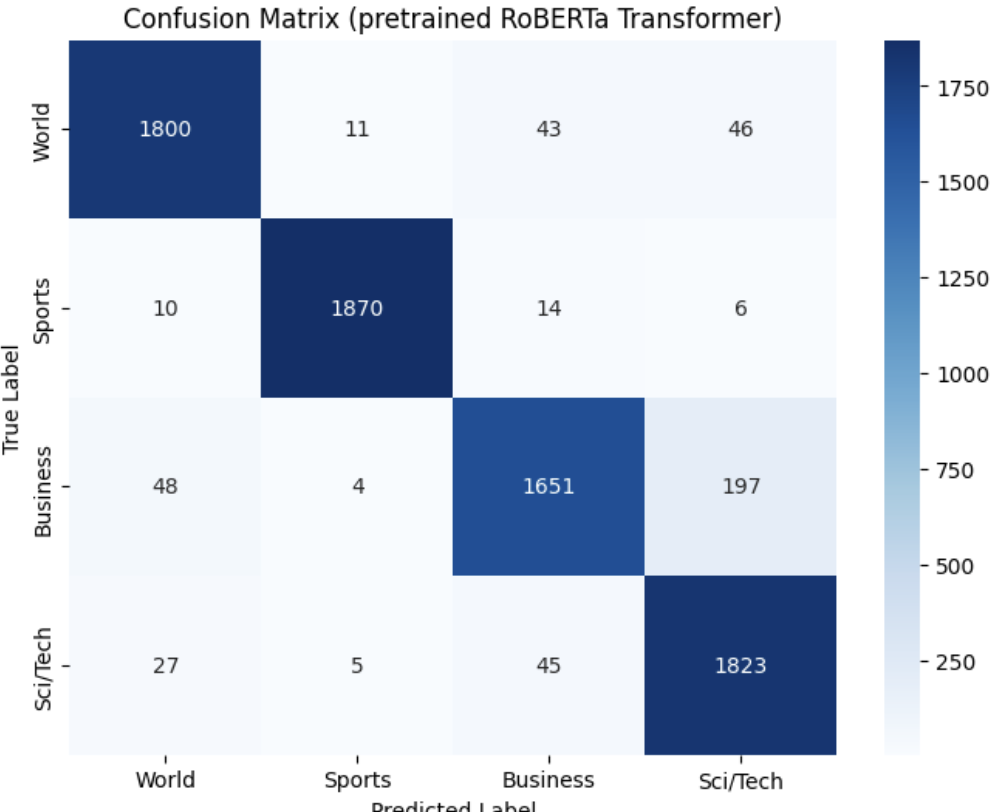 Confusion Matrix (pretrained RoBERTa Transformer)
World
1800 11 43 46
Sports
10 1870 14 6
Business
48 4 1651 197
Sci/Tech
27 5 45 1823
True Label
World Sports Business Sci/Tech
Predicted Label
1750
1500
1250
1000
750
500
250